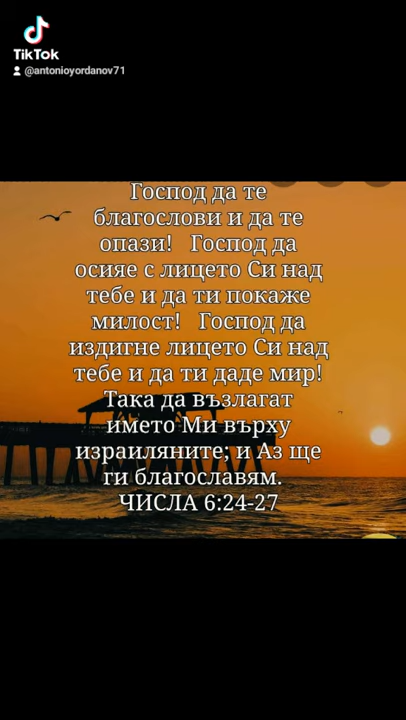 TikTok
@antonioyordanov71
Господ да те
благослови и да те
опази! Господ да
осияе с лицето Си над
тебе и да ти покаже
милост! Господ да
издигне лицето Си над
тебе и да ти даде мир!
Така да възлагат
името Ми върху
израиляните; и Аз ще
ги благославям.
ЧИСЛА 6:24-27